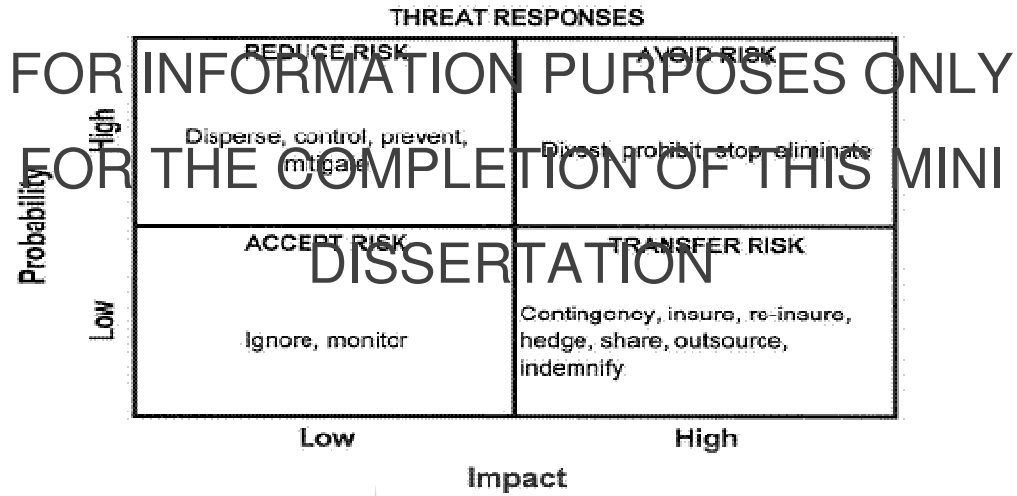 THREAT RESPONSES
REDUCE RISK
AVOID RISK
FOR INFORMATION PURPOSES ONLY
High
Disperse, control, prevent,
mitigate
Divest, prohibit, stop, eliminate
FOR THE COMPLETION OF THIS MINI
Probability
ACCEPT RISK
TRANSFER RISK
DISSERTATION
Low
Ignore, monitor
Contingency, insure, re-insure,
hedge, share, outsource,
indemnify
Low
High
Impact